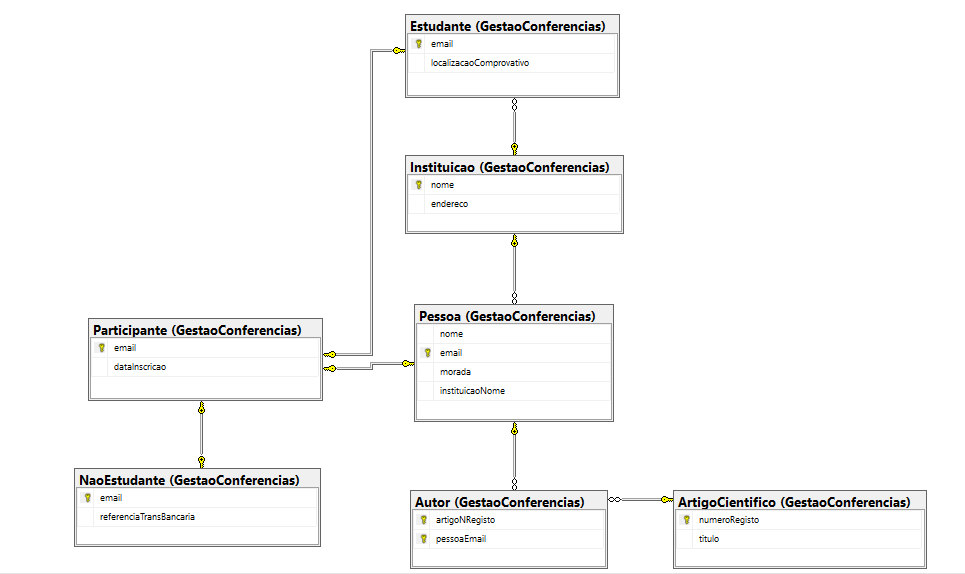 Estudante (GestaoConferencias)
email
localizacaoComprovativo
Instituicao (GestaoConferencias)
nome
endereco
Pessoa (GestaoConferencias)
nome
email
morada
instituicaoNome
Participante (GestaoConferencias)
email
dataInscricao
NaoEstudante (GestaoConferencias)
email
referenciaTransBancaria
Autor (GestaoConferencias)
artigoNRegisto
pessoaEmail
ArtigoCientifico (GestaoConferencias)
numeroRegisto
titulo